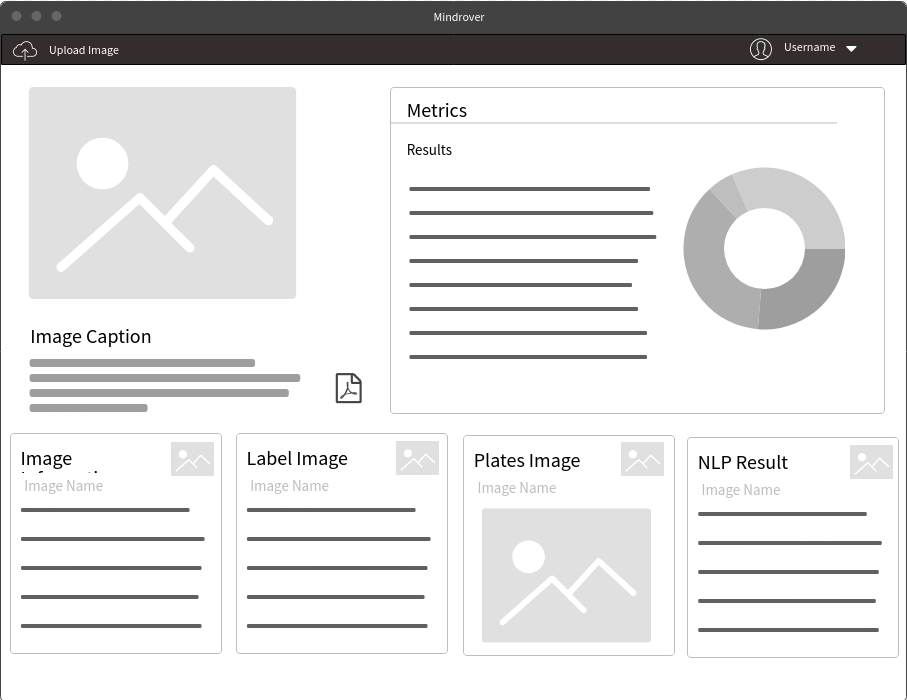 Mindrover
Upload Image
Username
Metrics
Results
Image Caption
Image
Image Name
Label Image
Image Name
Plates Image
Image Name
NLP Result
Image Name